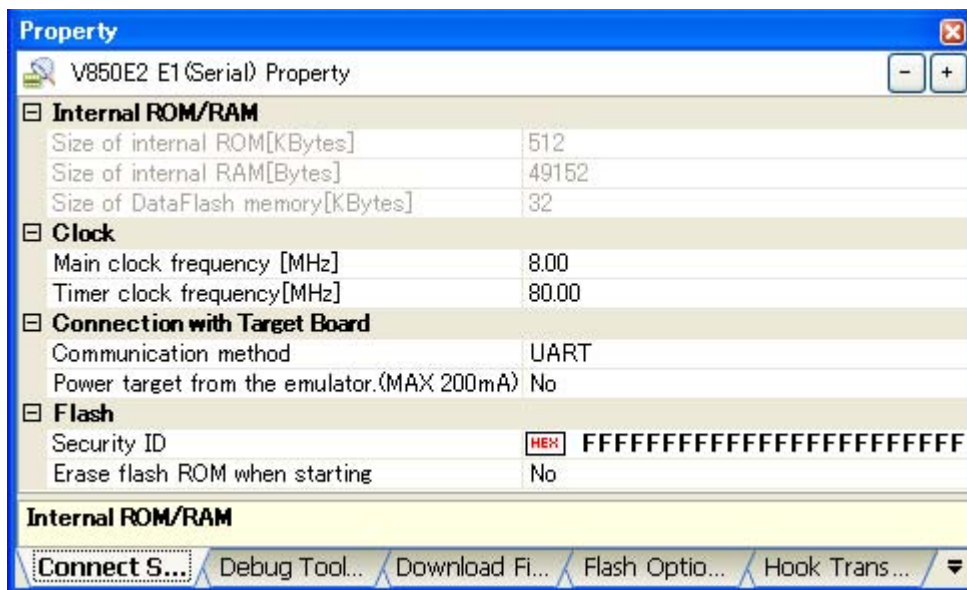 Property
V850E2 E1(Serial) Property
- +
Internal ROM/RAM
Size of internal ROM[KBytes] 512
Size of internal RAM[Bytes] 49152
Size of DataFlash memory[KBytes] 32
Clock
Main clock frequency [MHz] 8.00
Timer clock frequency[MHz] 80.00
Connection with Target Board
Communication method UART
Power target from the emulator.(MAX 200mA) No
Flash
Security ID HEX FFFFFFFFFFFFFFFFFFFFFFFF
Erase flash ROM when starting No
Internal ROM/RAM
Connect S... Debug Tool... Download Fi... Flash Optio... Hook Trans...